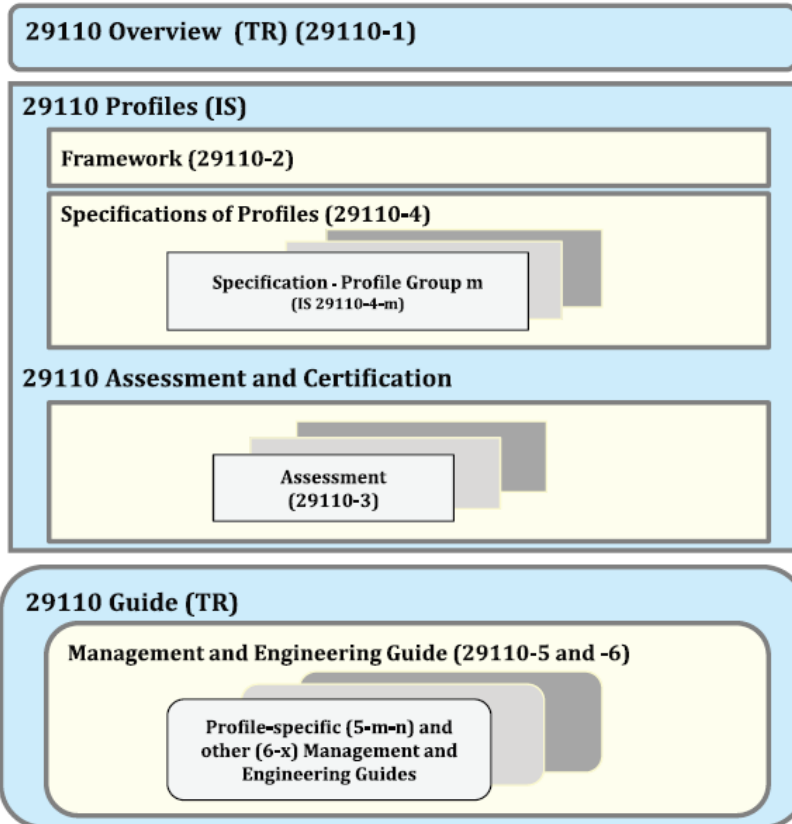 29110 Overview (TR) (29110-1)
29110 Profiles (IS)
Framework (29110-2)
Specifications of Profiles (29110-4)
Specification - Profile Group m
(IS 29110-4-m)
29110 Assessment and Certification
Assessment
(29110-3)
29110 Guide (TR)
Management and Engineering Guide (29110-5 and -6)
Profile-specific (5-m-n) and
other (6-x) Management and
Engineering Guides